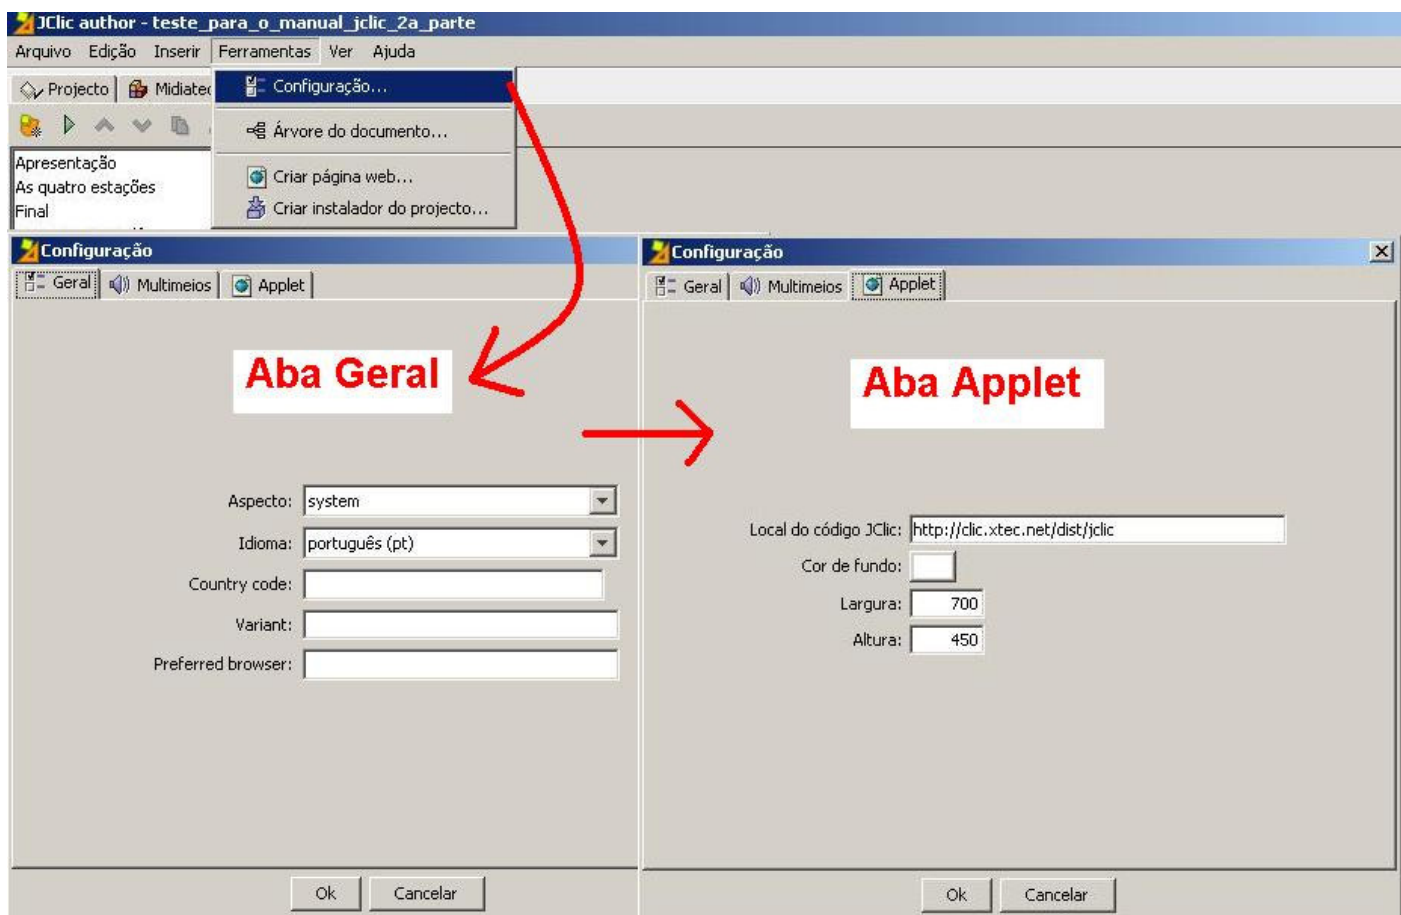 JClic author - teste_para_o_manual_jclic_2a_parte
Arquivo Edição Inserir Ferramentas Ver Ajuda
Projecto Configuração...
Árvore do documento...
Apresentação
Criar página web...
As quatro estações
Criar instalador do projecto...
Final
Configuração
Geral Multimeios Applet
Aba Geral
Aspecto: system
Idioma: português (pt)
Country code:
Variant:
Preferred browser:
Ok Cancelar
Configuração
Geral Multimeios Applet
Aba Applet
Local do código JClic: http://clic.xtec.net/dist/jclic
Cor de fundo:
Largura: 700
Altura: 450
Ok Cancelar